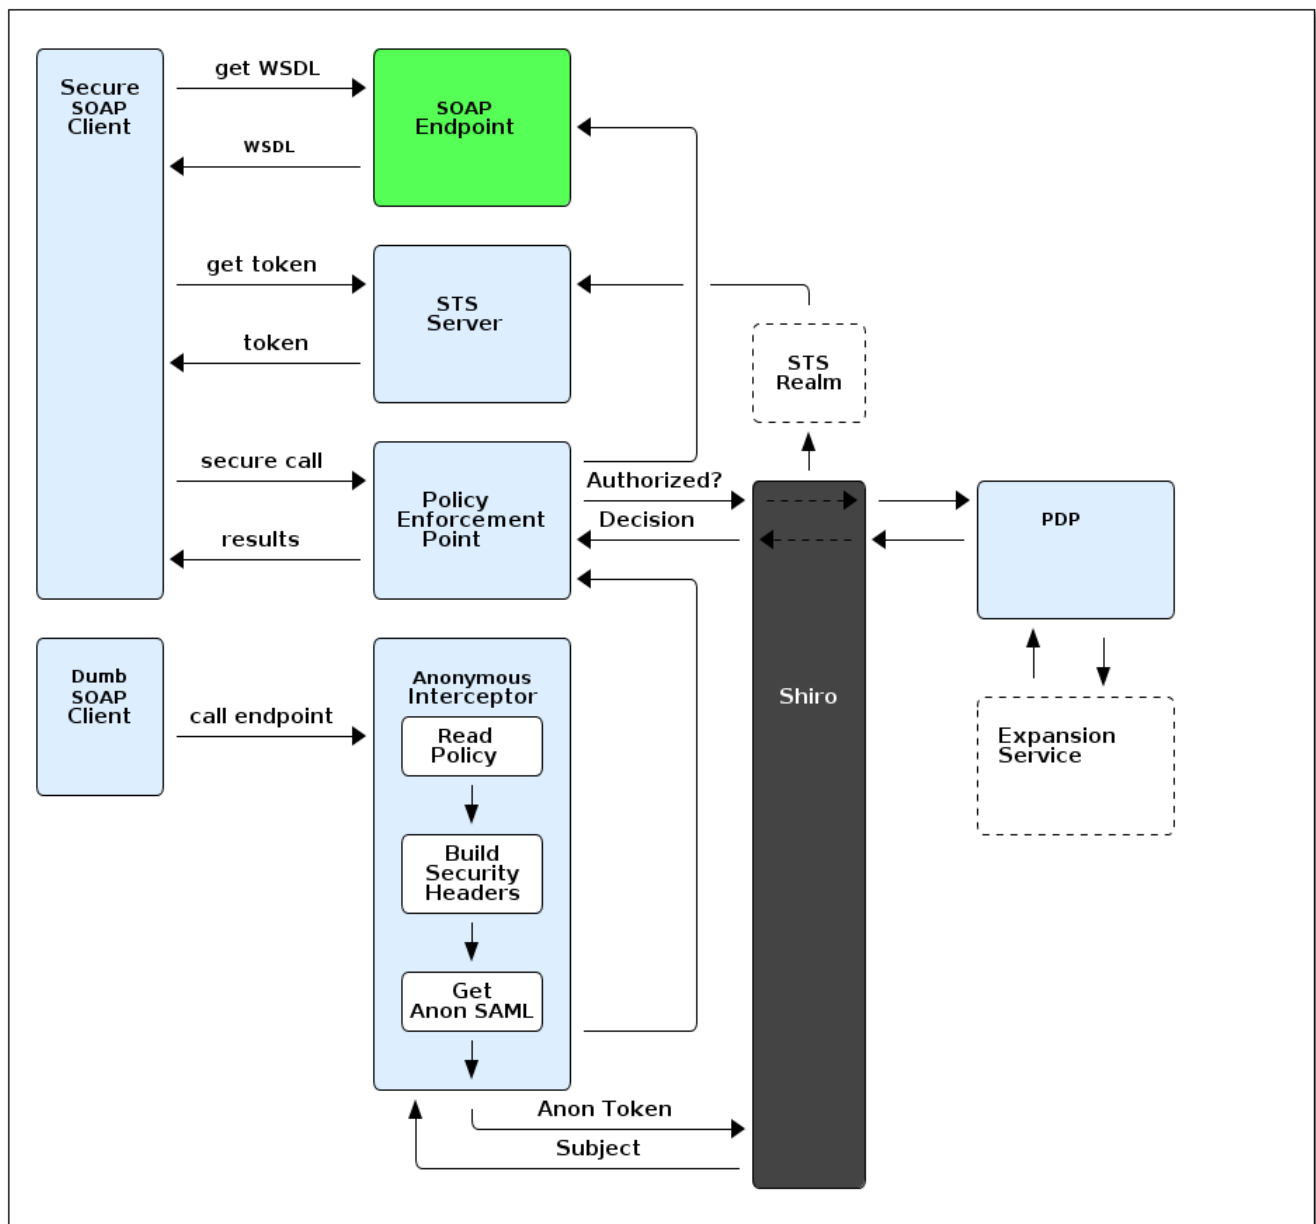 get WSDL
Secure
SOAP
Client
SOAP
Endpoint
WSDL
get token
STS
Server
token
STS
Realm
secure call
Authorized?
Policy
Enforcement
Point
Decision
results
PDP
Dumb
SOAP
Client
call endpoint
Anonymous
Interceptor
Read
Policy
Build
Security
Headers
Get
Anon SAML
Shiro
Expansion
Service
Anon Token
Subject